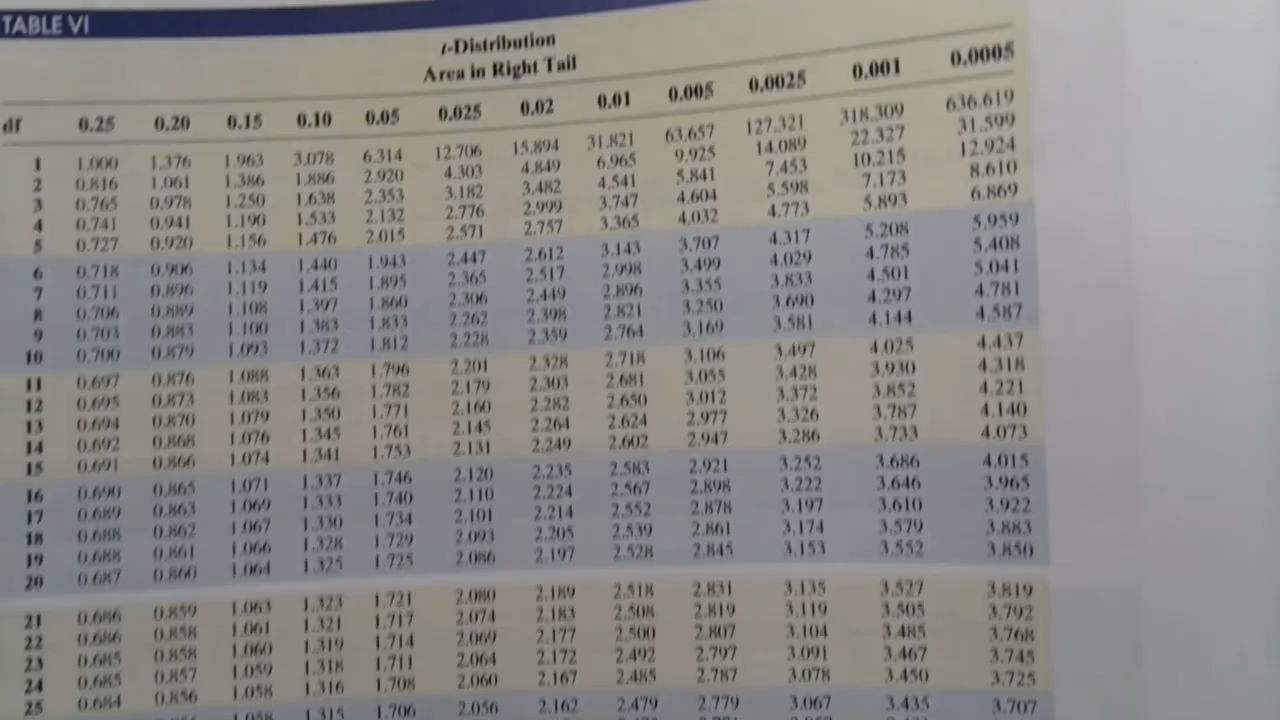 TABLE VI
t-Distribution
Area in Right Tail
df 0.25 0.20 0.15 0.10 0.05 0.025 0.02 0.01 0.005 0.0025 0.001 0.0005
1 1.000 1.376 1.963 3.078 6.314 12.706 15.894 31.821 63.657 127.321 318.309 636.619
2 0.816 1.061 1.386 1.886 2.920 4.303 4.849 6.965 9.925 14.089 22.327 31.599
3 0.765 0.978 1.250 1.638 2.353 3.182 3.482 4.541 5.841 7.453 10.215 12.924
4 0.741 0.941 1.190 1.533 2.132 2.776 2.999 3.747 4.604 5.598 7.173 8.610
5 0.727 0.920 1.156 1.476 2.015 2.571 2.757 3.365 4.032 4.773 5.893 6.869
6 0.718 0.906 1.134 1.440 1.943 2.447 2.612 3.143 3.707 4.317 5.208 5.959
7 0.711 0.896 1.119 1.415 1.895 2.365 2.517 2.998 3.499 4.029 4.785 5.408
8 0.706 0.889 1.108 1.397 1.860 2.306 2.449 2.896 3.355 3.833 4.501 5.041
9 0.703 0.883 1.100 1.383 1.833 2.262 2.398 2.821 3.250 3.690 4.297 4.781
10 0.700 0.879 1.093 1.372 1.812 2.228 2.359 2.764 3.169 3.581 4.144 4.587
11 0.697 0.876 1.088 1.363 1.796 2.201 2.328 2.718 3.106 3.497 4.025 4.437
12 0.695 0.873 1.083 1.356 1.782 2.179 2.303 2.681 3.055 3.428 3.930 4.318
13 0.694 0.870 1.079 1.350 1.771 2.160 2.282 2.650 3.012 3.372 3.852 4.221
14 0.692 0.868 1.076 1.345 1.761 2.145 2.264 2.624 2.977 3.326 3.787 4.140
15 0.691 0.866 1.074 1.341 1.753 2.131 2.249 2.602 2.947 3.286 3.733 4.073
16 0.690 0.865 1.071 1.337 1.746 2.120 2.235 2.583 2.921 3.252 3.686 4.015
17 0.689 0.863 1.069 1.333 1.740 2.110 2.224 2.567 2.898 3.222 3.646 3.965
18 0.688 0.862 1.067 1.330 1.734 2.101 2.214 2.552 2.878 3.197 3.610 3.922
19 0.688 0.861 1.066 1.328 1.729 2.093 2.205 2.539 2.861 3.174 3.579 3.883
20 0.687 0.860 1.064 1.325 1.725 2.086 2.197 2.528 2.845 3.153 3.552 3.850
21 0.686 0.859 1.063 1.323 1.721 2.080 2.189 2.518 2.831 3.135 3.527 3.819
22 0.686 0.858 1.061 1.321 1.717 2.074 2.183 2.508 2.819 3.119 3.505 3.792
23 0.685 0.858 1.060 1.319 1.714 2.069 2.177 2.500 2.807 3.104 3.485 3.768
24 0.685 0.857 1.059 1.318 1.711 2.064 2.172 2.492 2.797 3.091 3.467 3.745
25 0.684 0.856 1.058 1.316 1.708 2.060 2.167 2.485 2.787 3.078 3.450 3.725
1.058 1.315 1.706 2.056 2.162 2.479 2.779 3.067 3.435 3.707